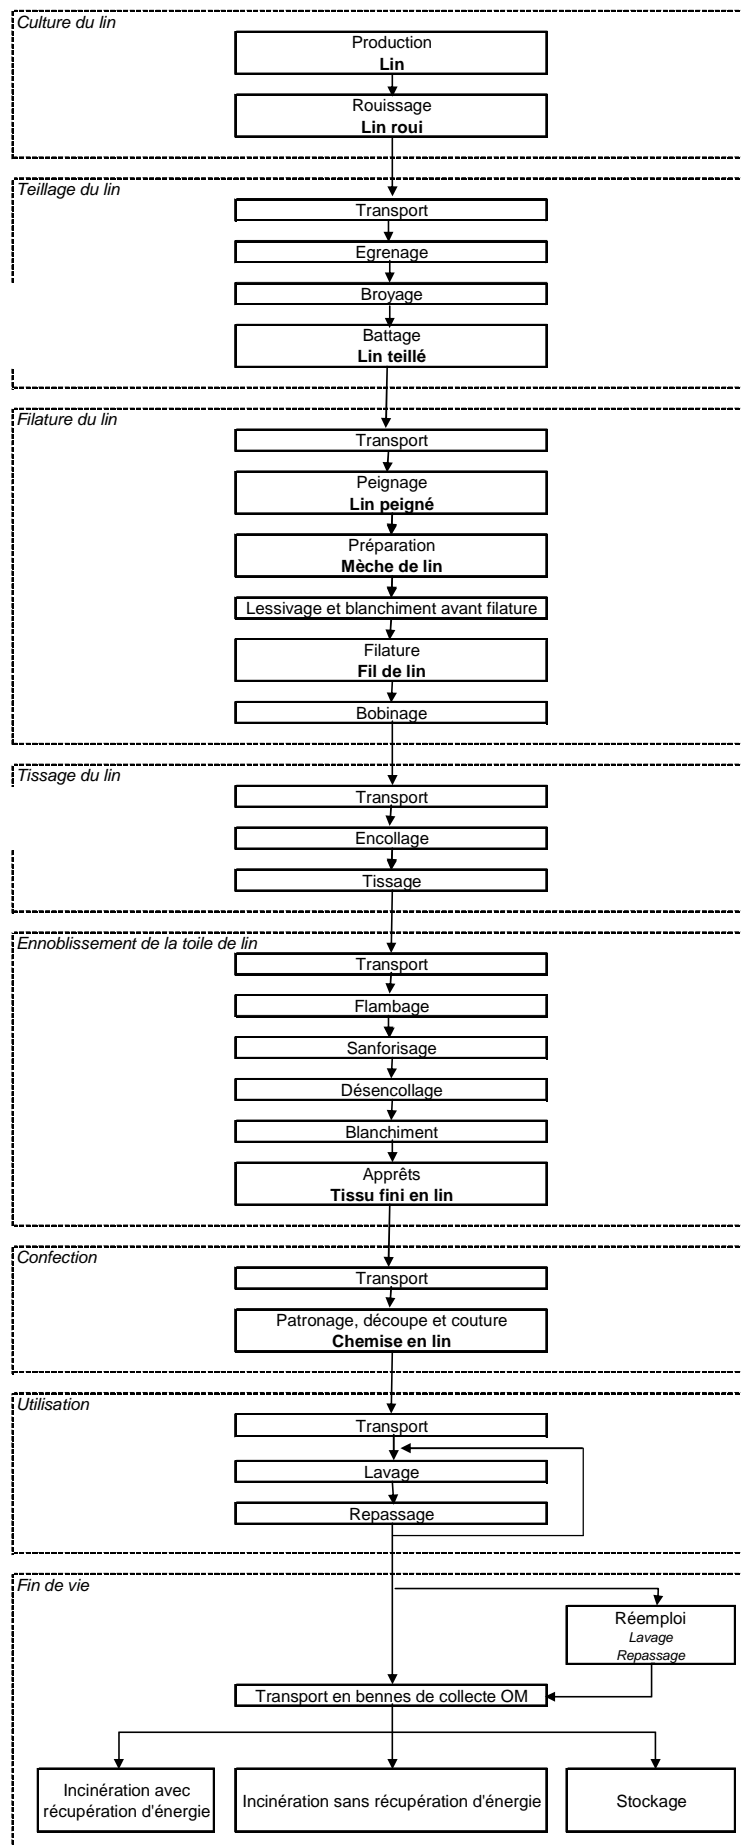 Culture du lin
Production
Lin
Rouissage
Lin roui
Teillage du lin
Transport
Egrenage
Broyage
Battage
Lin teillé
Filature du lin
Transport
Peignage
Lin peigné
Préparation
Mèche de lin
Lessivage et blanchiment avant filature
Filature
Fil de lin
Bobinage
Tissage du lin
Transport
Encollage
Tissage
Ennoblissement de la toile de lin
Transport
Flambage
Sanforisage
Désencollage
Blanchiment
Apprêts
Tissu fini en lin
Confection
Transport
Patronage, découpe et couture
Chemise en lin
Utilisation
Transport
Lavage
Repassage
Fin de vie
Réemploi
Lavage
Repassage
Transport en bennes de collecte OM
Incinération avec
récupération d'énergie
Incinération sans récupération d'énergie
Stockage